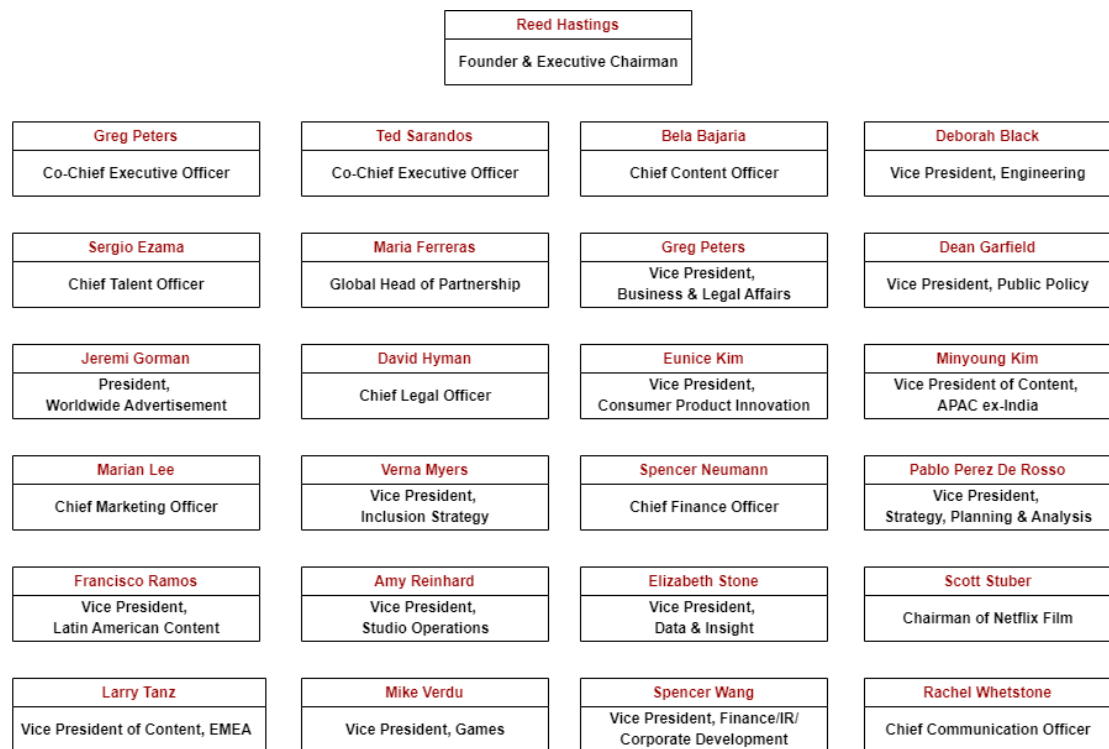 Reed Hastings
Founder & Executive Chairman
Greg Peters
Co-Chief Executive Officer
Ted Sarandos
Co-Chief Executive Officer
Bela Bajaria
Chief Content Officer
Deborah Black
Vice President, Engineering
Sergio Ezama
Chief Talent Officer
Maria Ferreras
Global Head of Partnership
Greg Peters
Vice President,
Business & Legal Affairs
Dean Garfield
Vice President, Public Policy
Jeremi Gorman
President,
Worldwide Advertisement
David Hyman
Chief Legal Officer
Eunice Kim
Vice President,
Consumer Product Innovation
Minyoung Kim
Vice President of Content,
APAC ex-India
Marian Lee
Chief Marketing Officer
Verna Myers
Vice President,
Inclusion Strategy
Spencer Neumann
Chief Finance Officer
Pablo Perez De Rosso
Vice President,
Strategy, Planning & Analysis
Francisco Ramos
Vice President,
Latin American Content
Amy Reinhard
Vice President,
Studio Operations
Elizabeth Stone
Vice President,
Data & Insight
Scott Stuber
Chairman of Netflix Film
Larry Tanz
Vice President of Content, EMEA
Mike Verdu
Vice President, Games
Spencer Wang
Vice President, Finance/IR/
Corporate Development
Rachel Whetstone
Chief Communication Officer